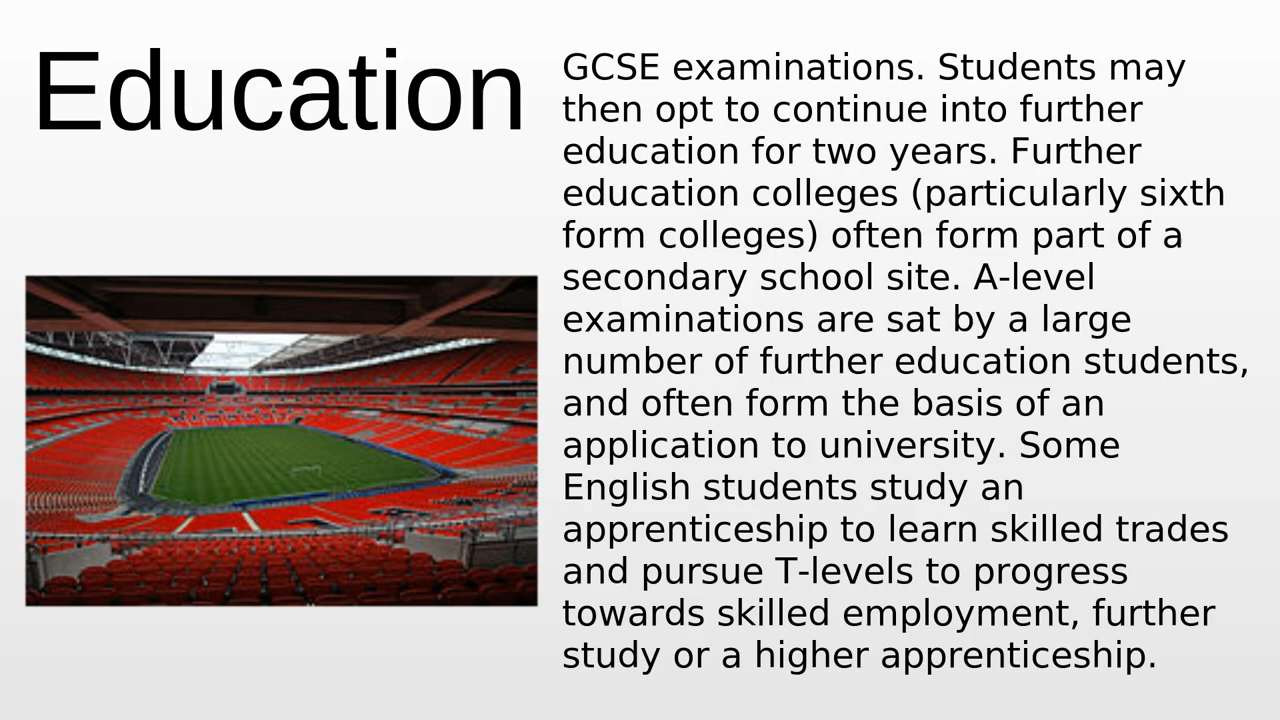 Education
GCSE examinations. Students may
then opt to continue into further
education for two years. Further
education colleges (particularly sixth
form colleges) often form part of a
secondary school site. A-level
examinations are sat by a large
number of further education students,
and often form the basis of an
application to university. Some
English students study an
apprenticeship to learn skilled trades
and pursue T-levels to progress
towards skilled employment, further
study or a higher apprenticeship.